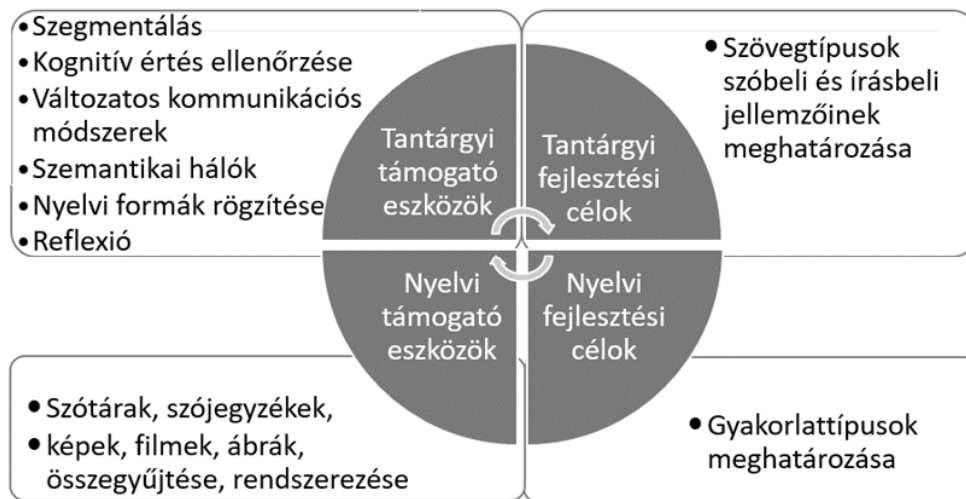 •Szegmentálás
•Kognitív értés ellenőrzése
•Változatos kommunikációs
módszerek
•Szemantikai hálók
•Nyelvi formák rögzítése
•Reflexió
Tantárgyi
támogató
eszközök
Tantárgyi
fejlesztési
célok
•Szövegtípusok
szóbeli és írásbeli
jellemzőinek
meghatározása
Nyelvi
támogató
eszközök
Nyelvi
fejlesztési
célok
•Szótárak, szójegyzékek,
•képek, filmek, ábrák,
összegyűjtése, rendszerezése
•Gyakorlattípusok
meghatározása